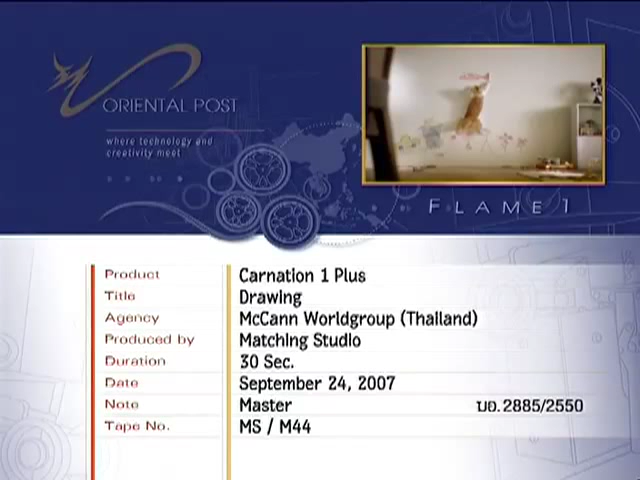 ORIENTAL POST
where technology and
creativity meet
FLAME 1
Product Carnation 1 Plus
Title Drawing
Agency McCann Worldgroup (Thailand)
Produced by Matching Studio
Duration 30 Sec.
Date September 24, 2007
Note Master ฆอ.2885/2550
Tape No. MS / M44